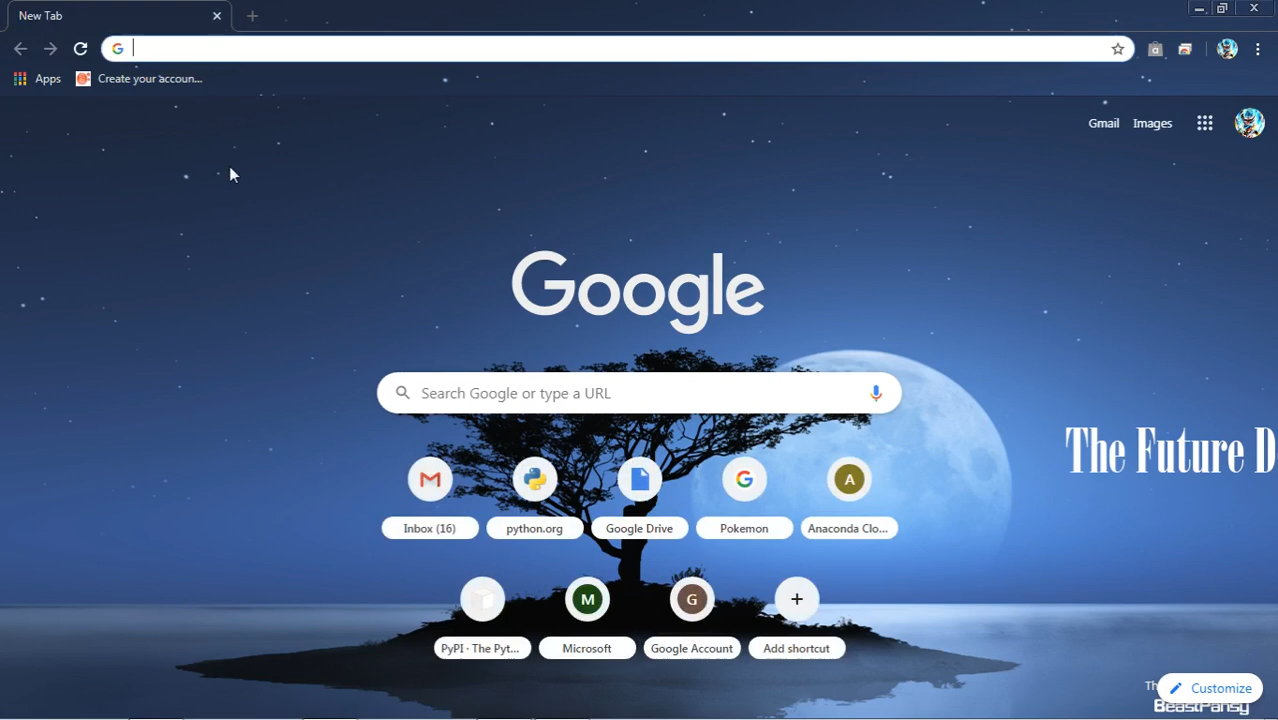 New Tab
Apps
Create your accoun...
Gmail Images
Google
Search Google or type a URL
The Future D
Inbox (16)
python.org
Google Drive
Pokemon
A
Anaconda Clo...
M
G
PyPI · The Pyt...
Microsoft
Google Account
Add shortcut
Customize
BeastPansy